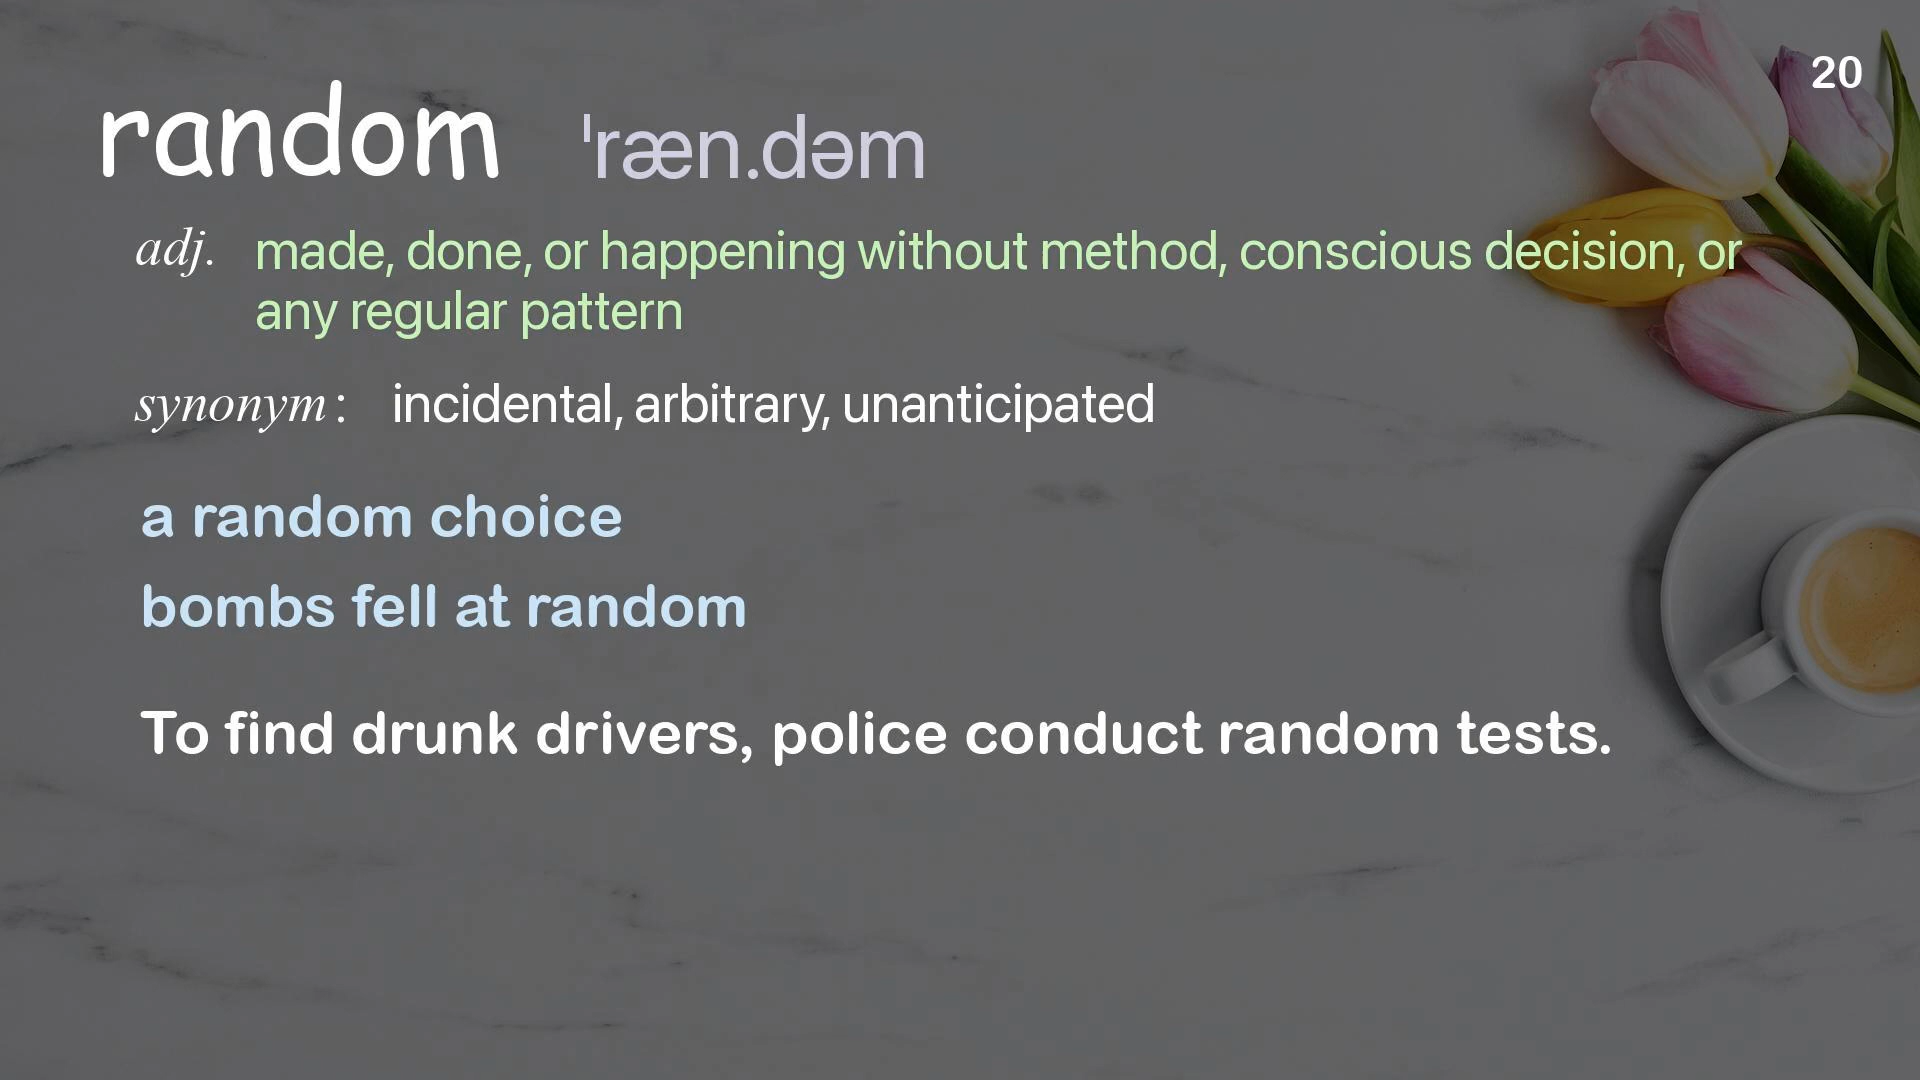 20
random ˈræn.dəm
adj. made, done, or happening without method, conscious decision, or
any regular pattern
synonym : incidental, arbitrary, unanticipated
a random choice
bombs fell at random
To find drunk drivers, police conduct random tests.